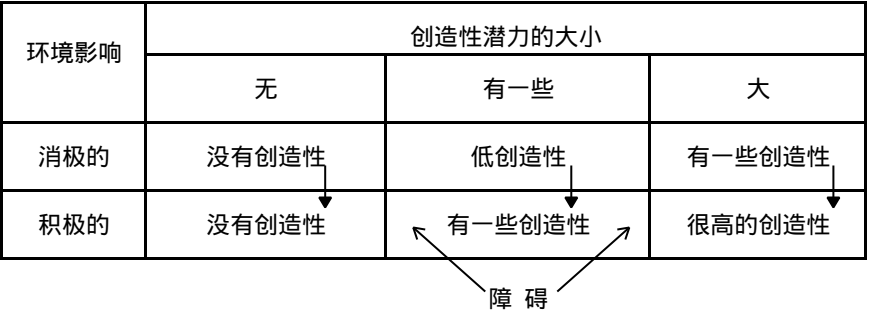 环境影响 创造性潜力的大小
无 有一些 大
消极的 没有创造性 低创造性 有一些创造性
积极的 没有创造性 有一些创造性 很高的创造性
障 碍